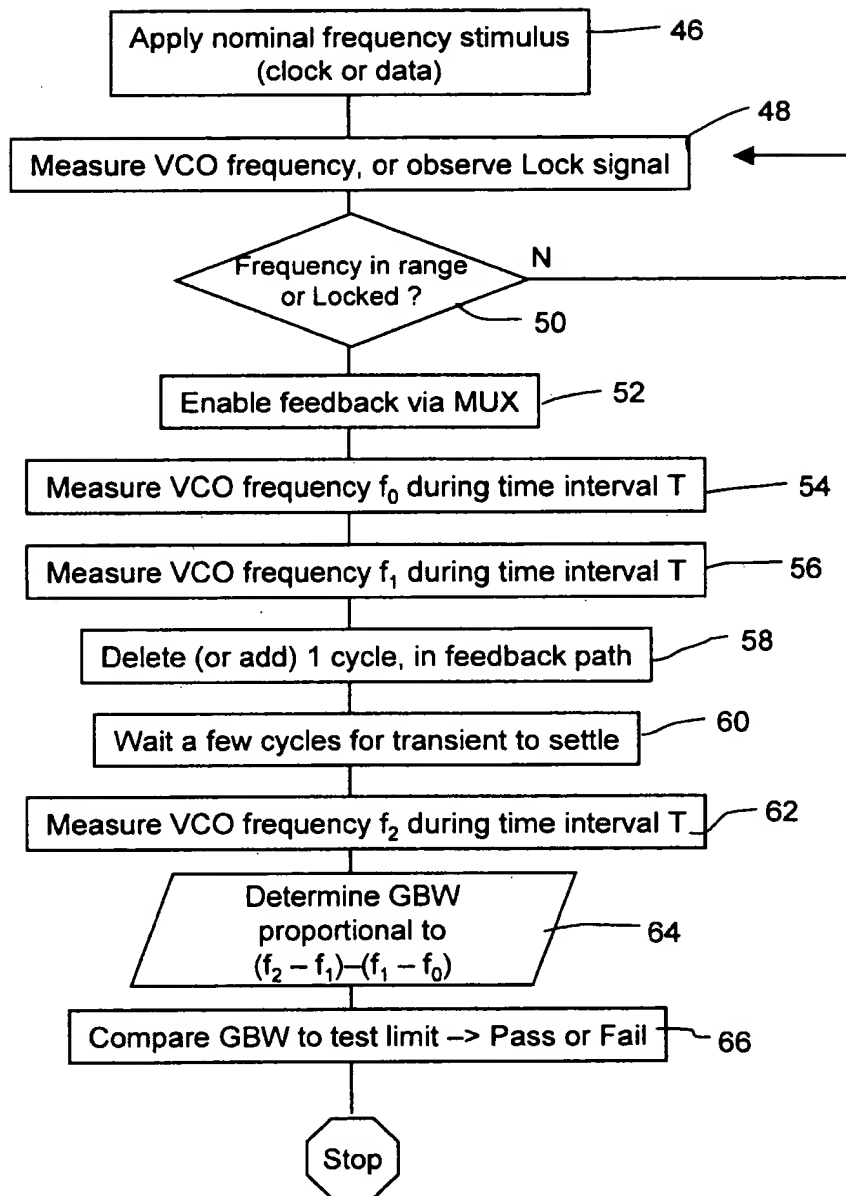 Apply nominal frequency stimulus
(clock or data)
46
48
Measure VCO frequency, or observe Lock signal
Frequency in range
or Locked ?
N
50
Enable feedback via MUX
52
Measure VCO frequency f₀ during time interval T
54
Measure VCO frequency f₁ during time interval T
56
Delete (or add) 1 cycle, in feedback path
58
Wait a few cycles for transient to settle
60
Measure VCO frequency f₂ during time interval T
62
Determine GBW
proportional to
(f₂ – f₁)–(f₁ – f₀)
64
Compare GBW to test limit –> Pass or Fail
66
Stop